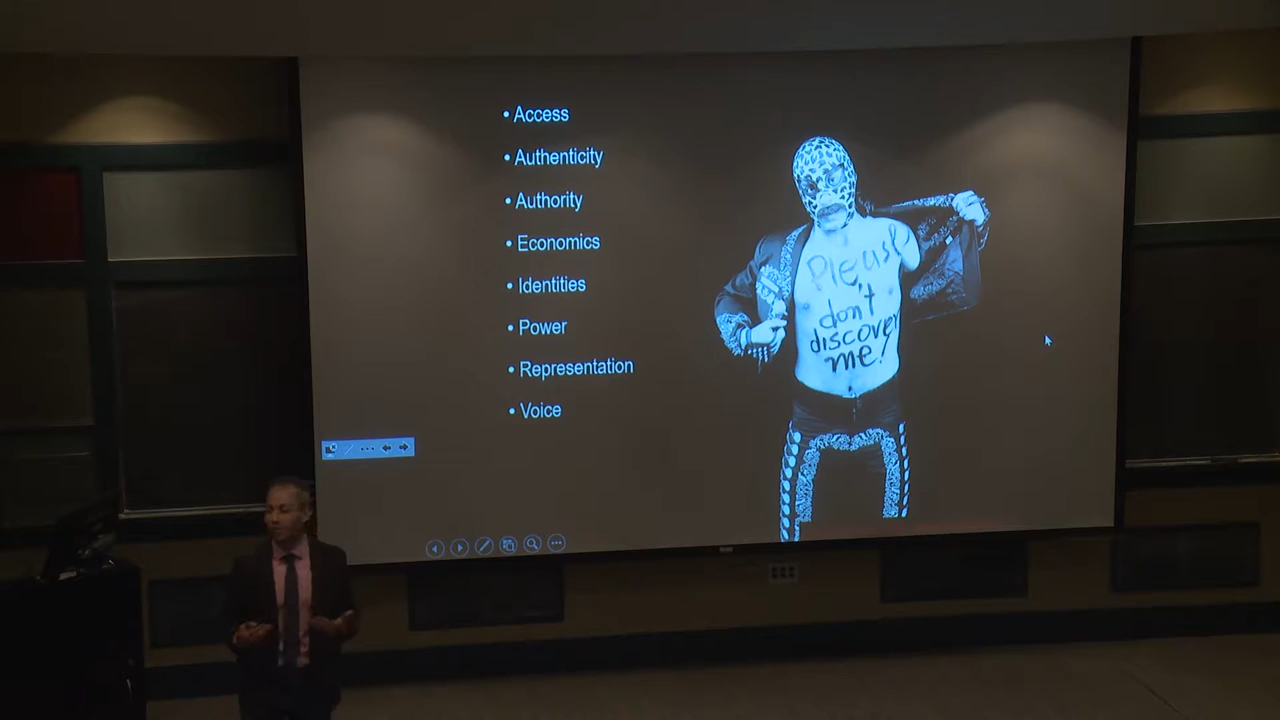 • Access
• Authenticity
• Authority
• Economics
• Identities
• Power
• Representation
• Voice
Please
don't
discover
me!